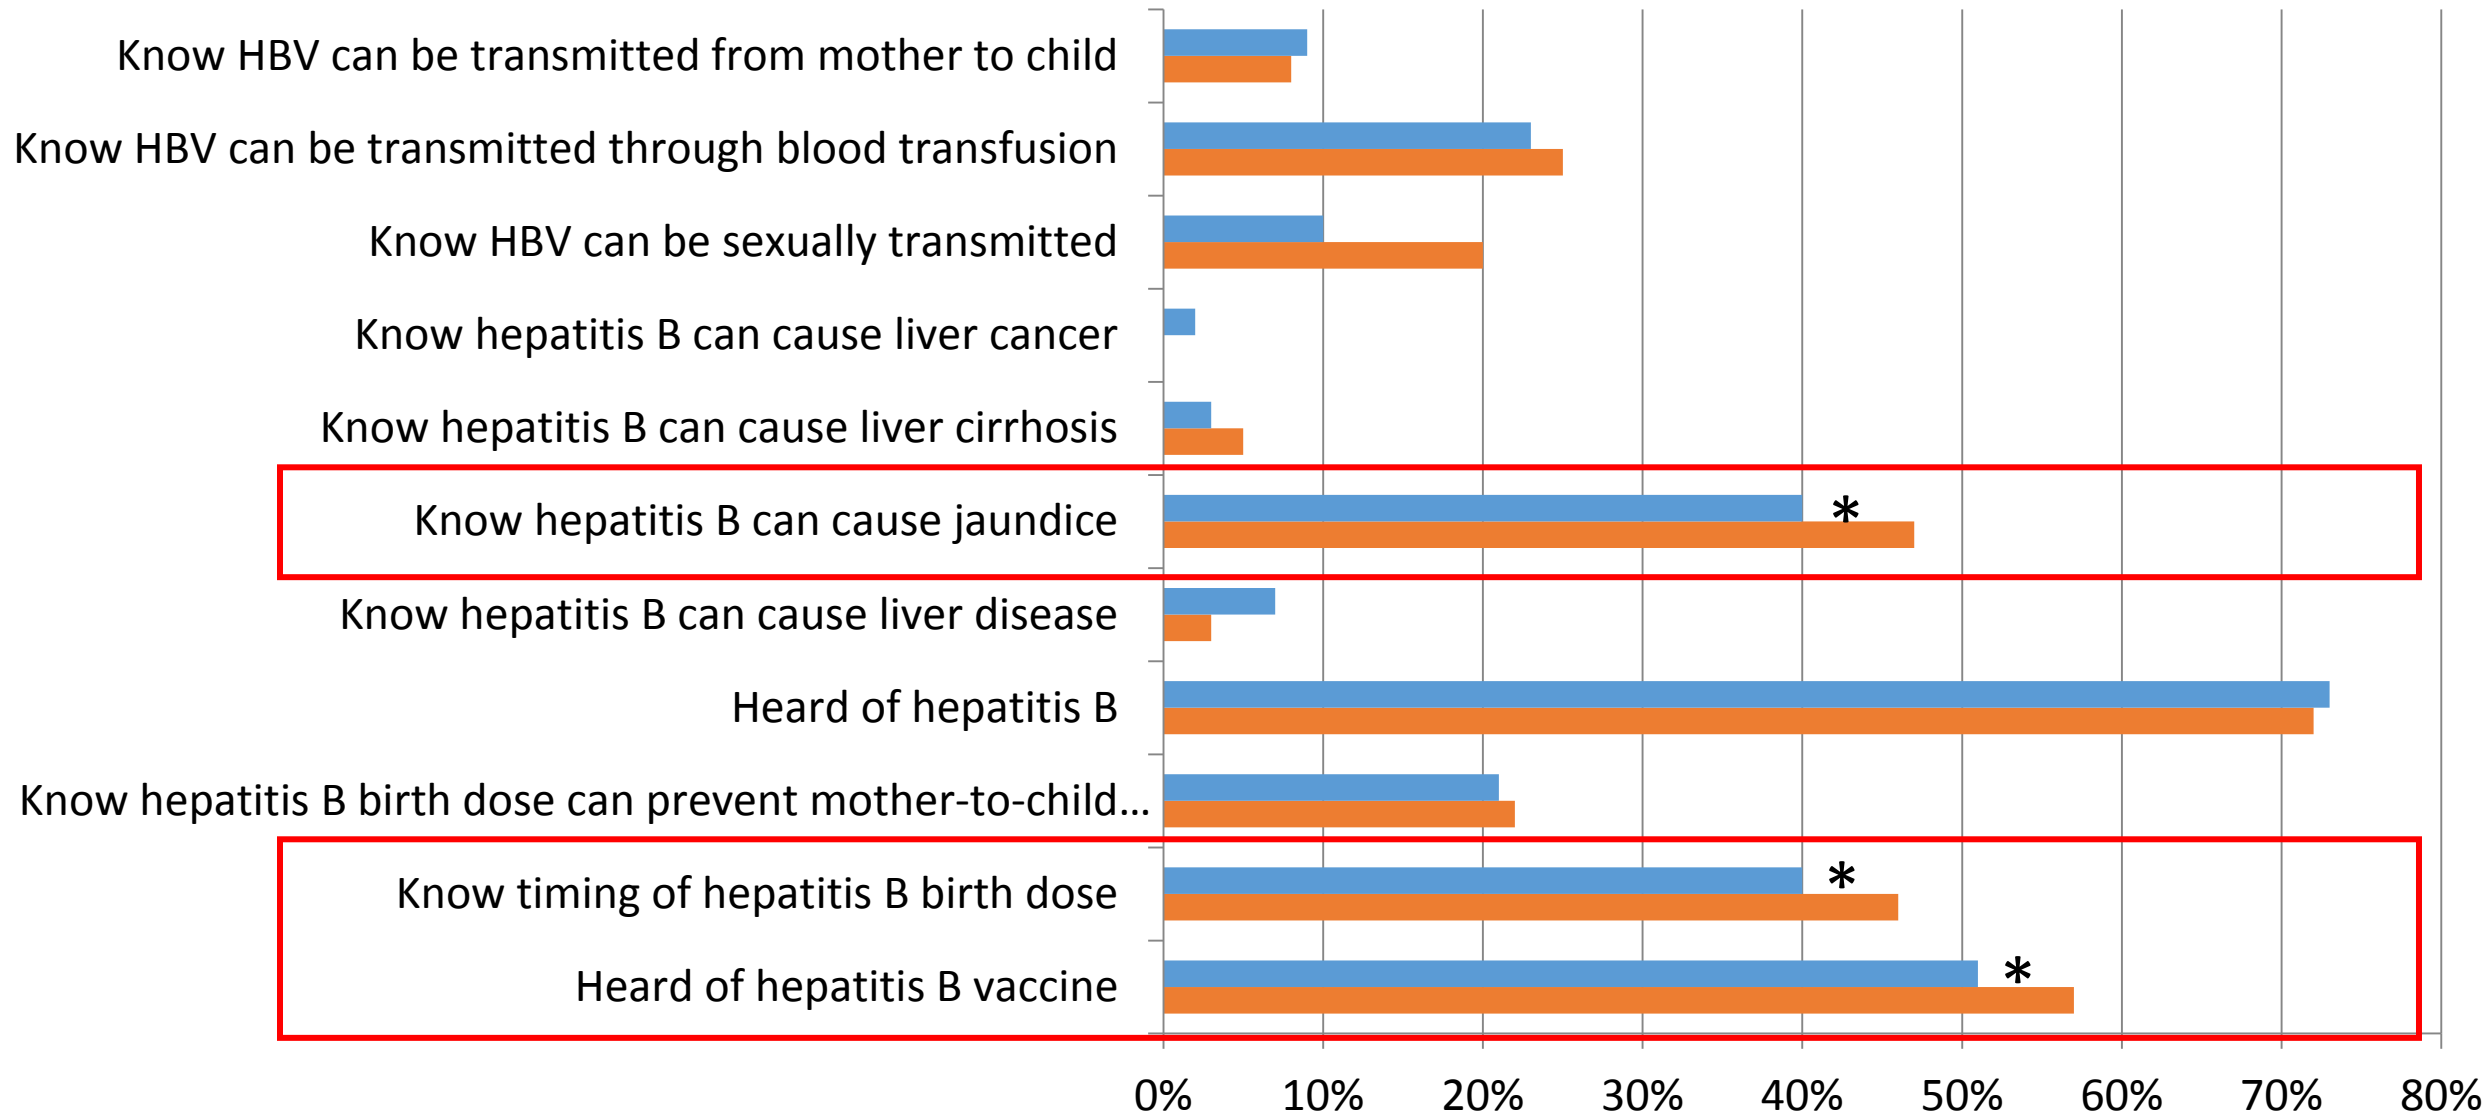 Know HBV can be transmitted from mother to child
Know HBV can be transmitted through blood transfusion
Know HBV can be sexually transmitted
Know hepatitis B can cause liver cancer
Know hepatitis B can cause liver cirrhosis
Know hepatitis B can cause jaundice *
Know hepatitis B can cause liver disease
Heard of hepatitis B
Know hepatitis B birth dose can prevent mother-to-child...
Know timing of hepatitis B birth dose *
Heard of hepatitis B vaccine *
0% 10% 20% 30% 40% 50% 60% 70% 80%